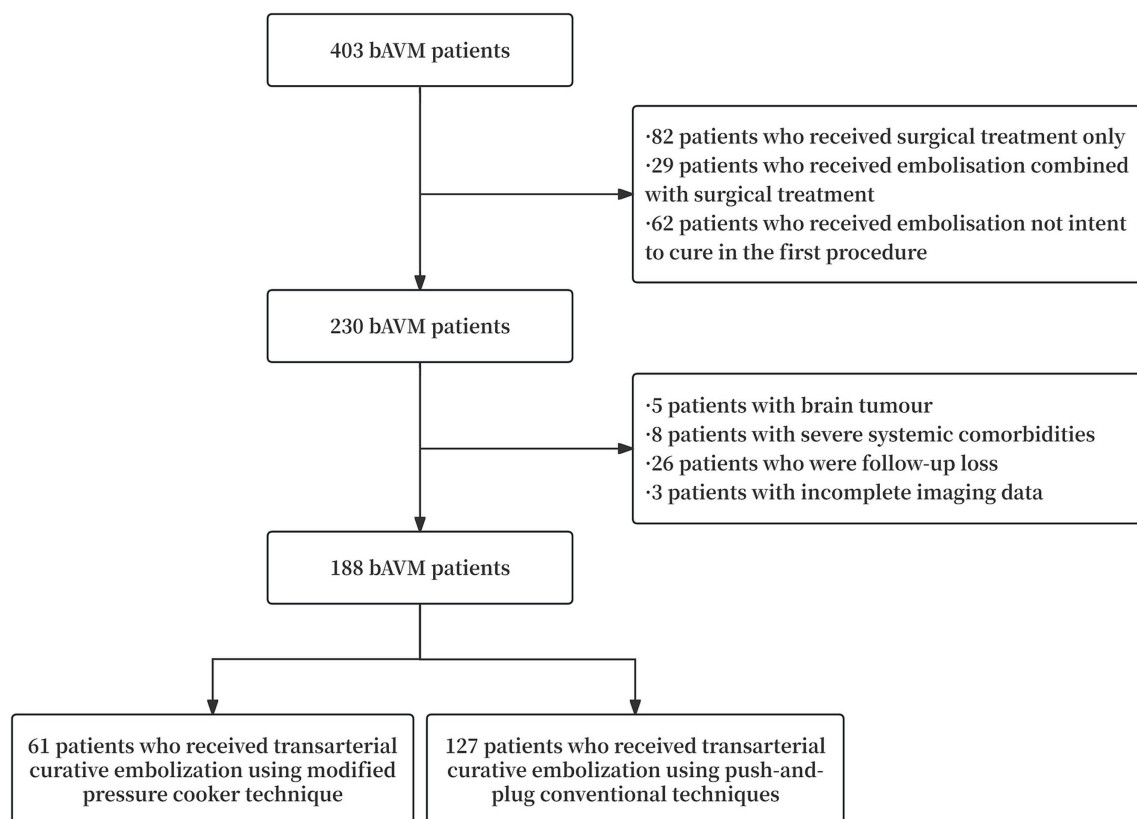 403 bAVM patients
·82 patients who received surgical treatment only
·29 patients who received embolisation combined
with surgical treatment
·62 patients who received embolisation not intent
to cure in the first procedure
230 bAVM patients
·5 patients with brain tumour
·8 patients with severe systemic comorbidities
·26 patients who were follow-up loss
·3 patients with incomplete imaging data
188 bAVM patients
61 patients who received transarterial
curative embolization using modified
pressure cooker technique
127 patients who received transarterial
curative embolization using push-and-
plug conventional techniques